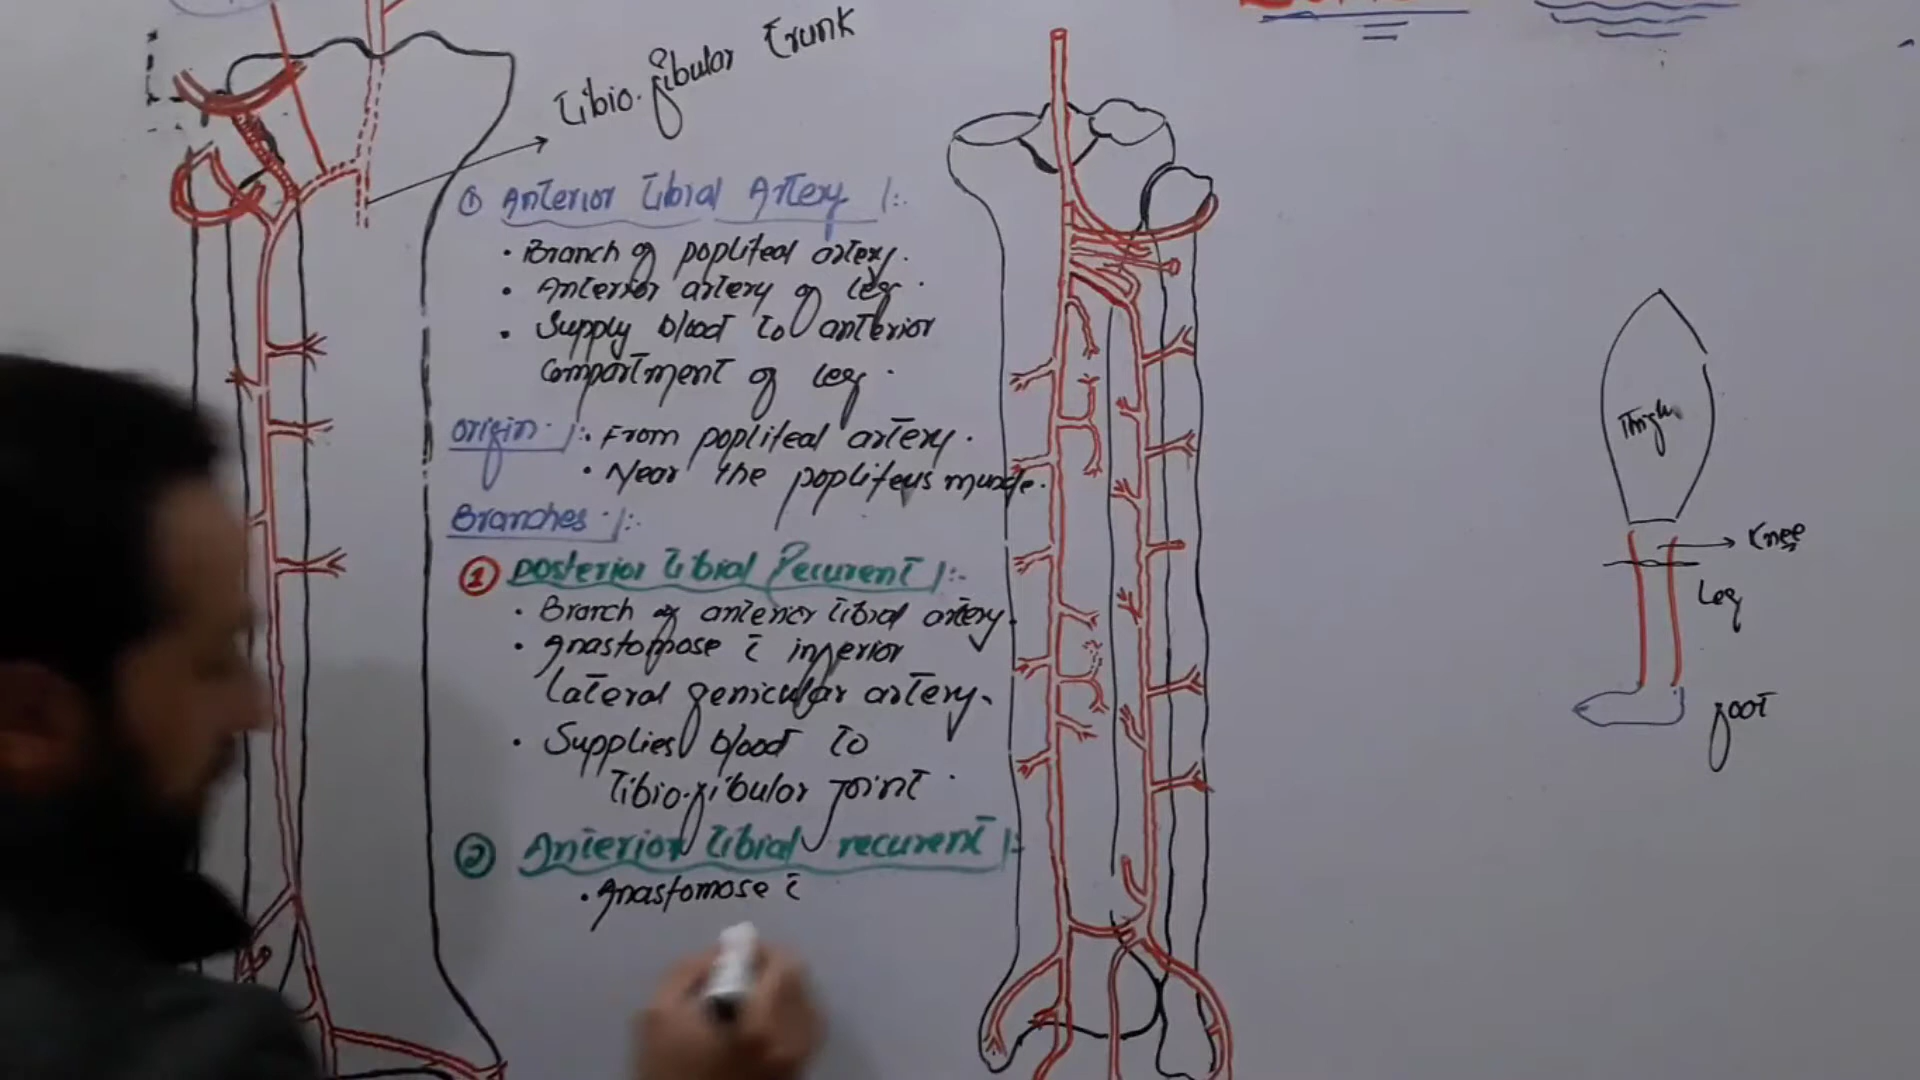 Tibio-fibular trunk
① Anterior Tibial Artery :-
• Branch of popliteal artery.
• Anterior artery of leg.
• Supply blood to anterior
Compartment of leg.
Origin :- • From popliteal artery.
• Near the popliteus muscle.
Branches :-
① Posterior Tibial Recurent :-
• Branch of anterior tibial artery.
• Anastomose c̄ inferior
Lateral genicular artery.
• Supplies blood to
Tibio-fibular joint.
② Anterior Tibial recurent :-
• Anastomose c̄
Thigh
Knee
Leg
foot